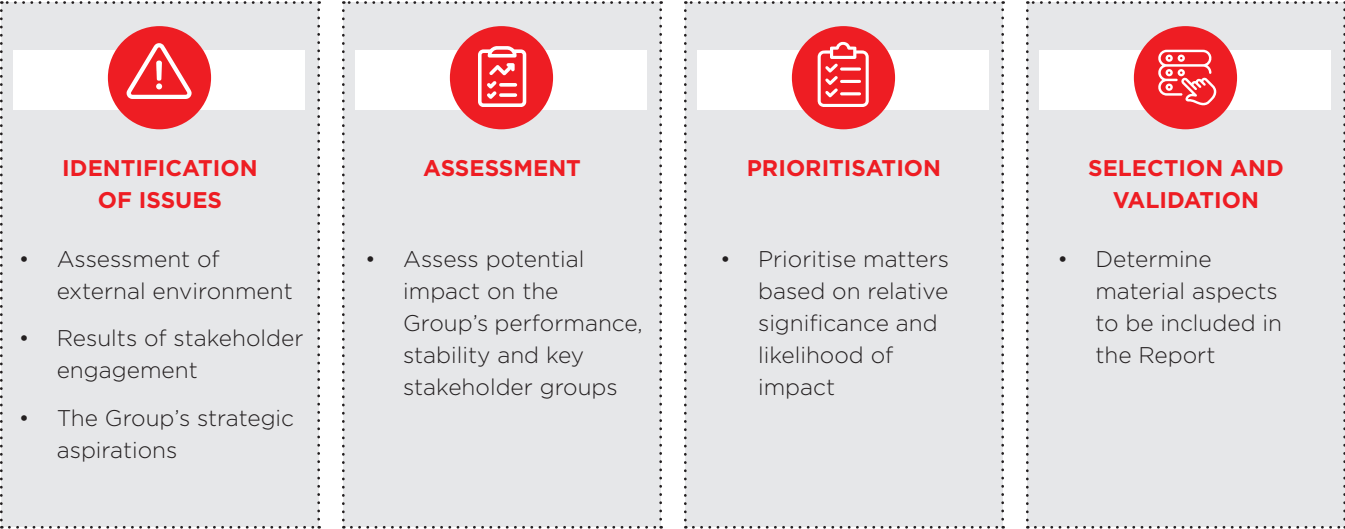 IDENTIFICATION
OF ISSUES
• Assessment of
external environment
• Results of stakeholder
engagement
• The Group’s strategic
aspirations
ASSESSMENT
• Assess potential
impact on the
Group’s performance,
stability and key
stakeholder groups
PRIORITISATION
• Prioritise matters
based on relative
significance and
likelihood of
impact
SELECTION AND
VALIDATION
• Determine
material aspects
to be included in
the Report